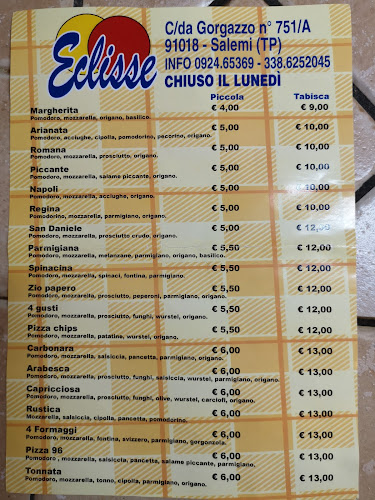 Eclisse
C/da Gorgazzo n° 751/A
91018 - Salemi (TP)
INFO 0924.65369 - 338.6252045
CHIUSO IL LUNEDÌ
Piccola Tabisca
Margherita € 4,00 € 9,00
Pomodoro, mozzarella, origano, basilico.
Arianata € 5,00 € 10,00
Pomodoro, acciughe, cipolla, pomodorino, pecorino, origano.
Romana € 5,00 € 10,00
Pomodoro, mozzarella, prosciutto, origano.
Piccante € 5,00 € 10,00
Pomodoro, mozzarella, salame piccante, origano.
Napoli € 5,00 € 10,00
Pomodoro, mozzarella, acciughe, origano.
Regina € 5,00 € 10,00
Pomodorino, mozzarella, parmigiano, origano.
San Daniele € 5,00 € 12,00
Pomodoro, mozzarella, prosciutto crudo, origano.
Parmigiana € 5,50 € 12,00
Pomodoro, mozzarella, melanzane, parmigiano, origano, basilico.
Spinacina € 5,50 € 12,00
Pomodoro, mozzarella, spinaci, fontina, parmigiano.
Zio papero € 5,50 € 12,00
Pomodoro, mozzarella, prosciutto, peperoni, parmigiano, origano.
4 gusti € 5,50 € 12,00
Pomodoro, mozzarella, prosciutto, funghi, wurstel, origano.
Pizza chips € 5,50 € 12,00
Pomodoro, mozzarella, patatine, wurstel, origano.
Carbonara € 6,00 € 13,00
Pomodoro, mozzarella, salsiccia, pancetta, parmigiano, origano.
Arabesca € 6,00 € 13,00
Pomodoro, mozzarella, prosciutto, funghi, salsiccia, wurstel, parmigiano, origano.
Capricciosa € 6,00 € 13,00
Pomodoro, mozzarella, prosciutto, funghi, olive, wurstel, carciofi, origano.
Rustica € 6,00 € 13,00
Mozzarella, salsiccia, cipolla, pancetta, pomodorino.
4 Formaggi € 6,00 € 13,00
Pomodoro, mozzarella, fontina, svizzero, parmigiano, gorgonzola.
Pizza 96 € 6,00 € 13,00
Pomodoro , mozzarella, salsiccia, pancetta, salame piccante, parmigiano.
Tonnata € 6,00 € 13,00
Pomodoro, mozzarella, tonno, cipolla, parmigiano, origano.